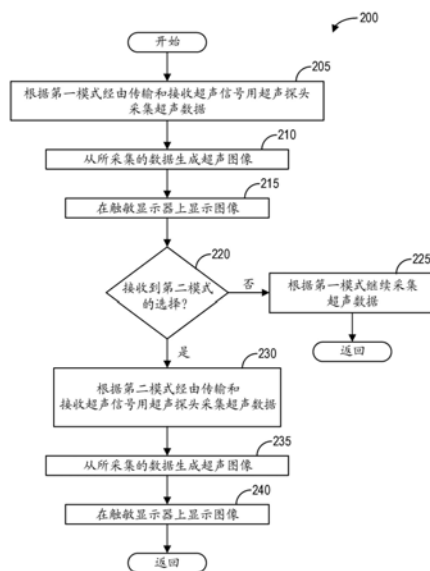 200
开始
205
根据第一模式经由传输和接收超声信号用超声探头
采集超声数据
210
从所采集的数据生成超声图像
215
在触敏显示器上显示图像
220
接收到第二模式
的选择?
否
225
根据第一模式继续采集
超声数据
返回
是
230
根据第二模式经由传输和
接收超声信号用超声探头采集超声数据
235
从所采集的数据生成超声图像
240
在触敏显示器上显示图像
返回